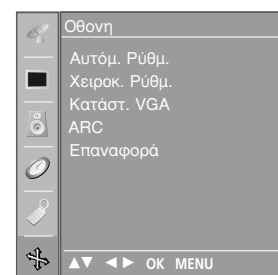 Οθονη
Αυτόμ. Ρύθμ.
Χειροκ. Ρύθμ.
Κατάστ. VGA
ARC
Επαναφορά
▲▼ ◄► OK MENU